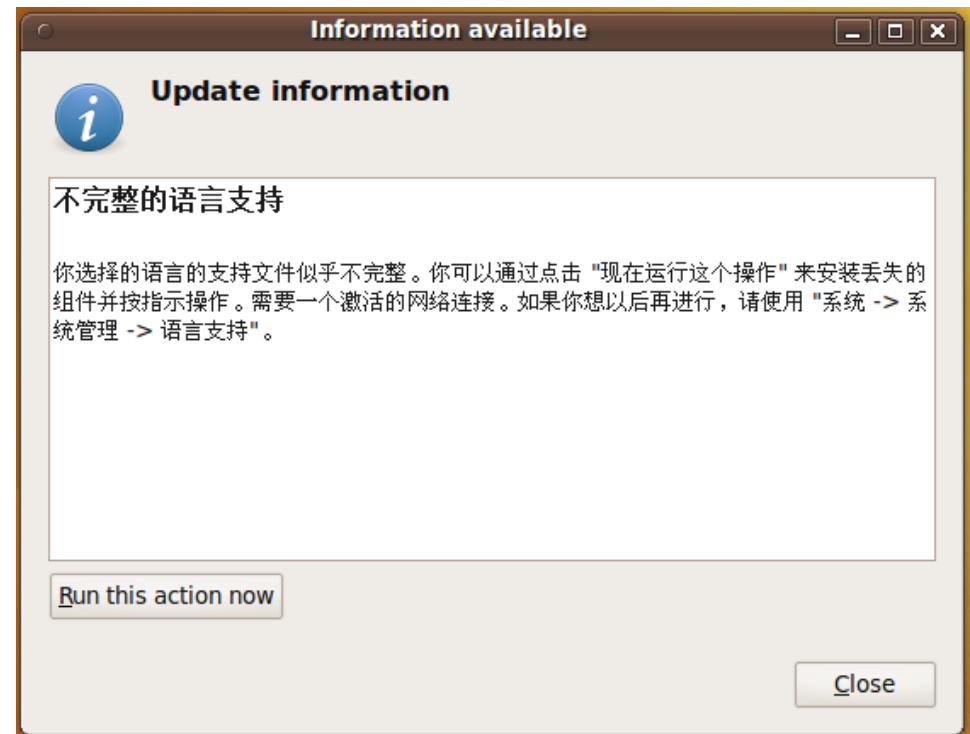 Information available
Update information
不完整的语言支持
你选择的语言的支持文件似乎不完整。你可以通过点击 "现在运行这个操作" 来安装丢失的
组件并按指示操作。需要一个激活的网络连接。如果你想以后再进行，请使用 "系统 -> 系
统管理 -> 语言支持"。
Run this action now
Close